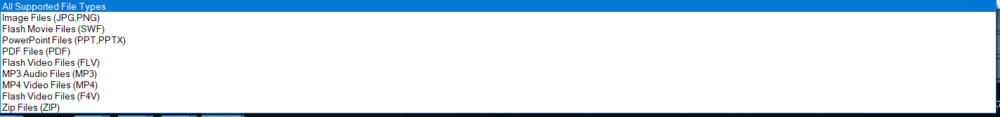 All Supported File Types
Image Files (JPG,PNG)
Flash Movie Files (SWF)
PowerPoint Files (PPT,PPTX)
PDF Files (PDF)
Flash Video Files (FLV)
MP3 Audio Files (MP3)
MP4 Video Files (MP4)
Flash Video Files (F4V)
Zip Files (ZIP)